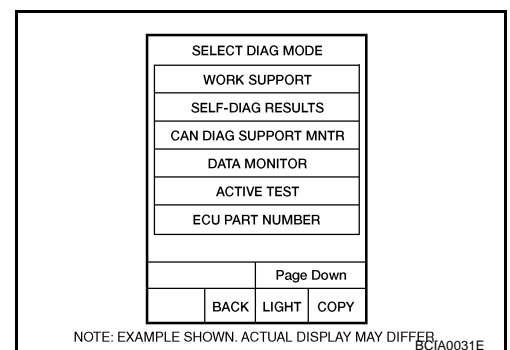 SELECT DIAG MODE
WORK SUPPORT
SELF-DIAG RESULTS
CAN DIAG SUPPORT MNTR
DATA MONITOR
ACTIVE TEST
ECU PART NUMBER
Page Down
BACK LIGHT COPY
NOTE: EXAMPLE SHOWN. ACTUAL DISPLAY MAY DIFFER.
BCIA0031E